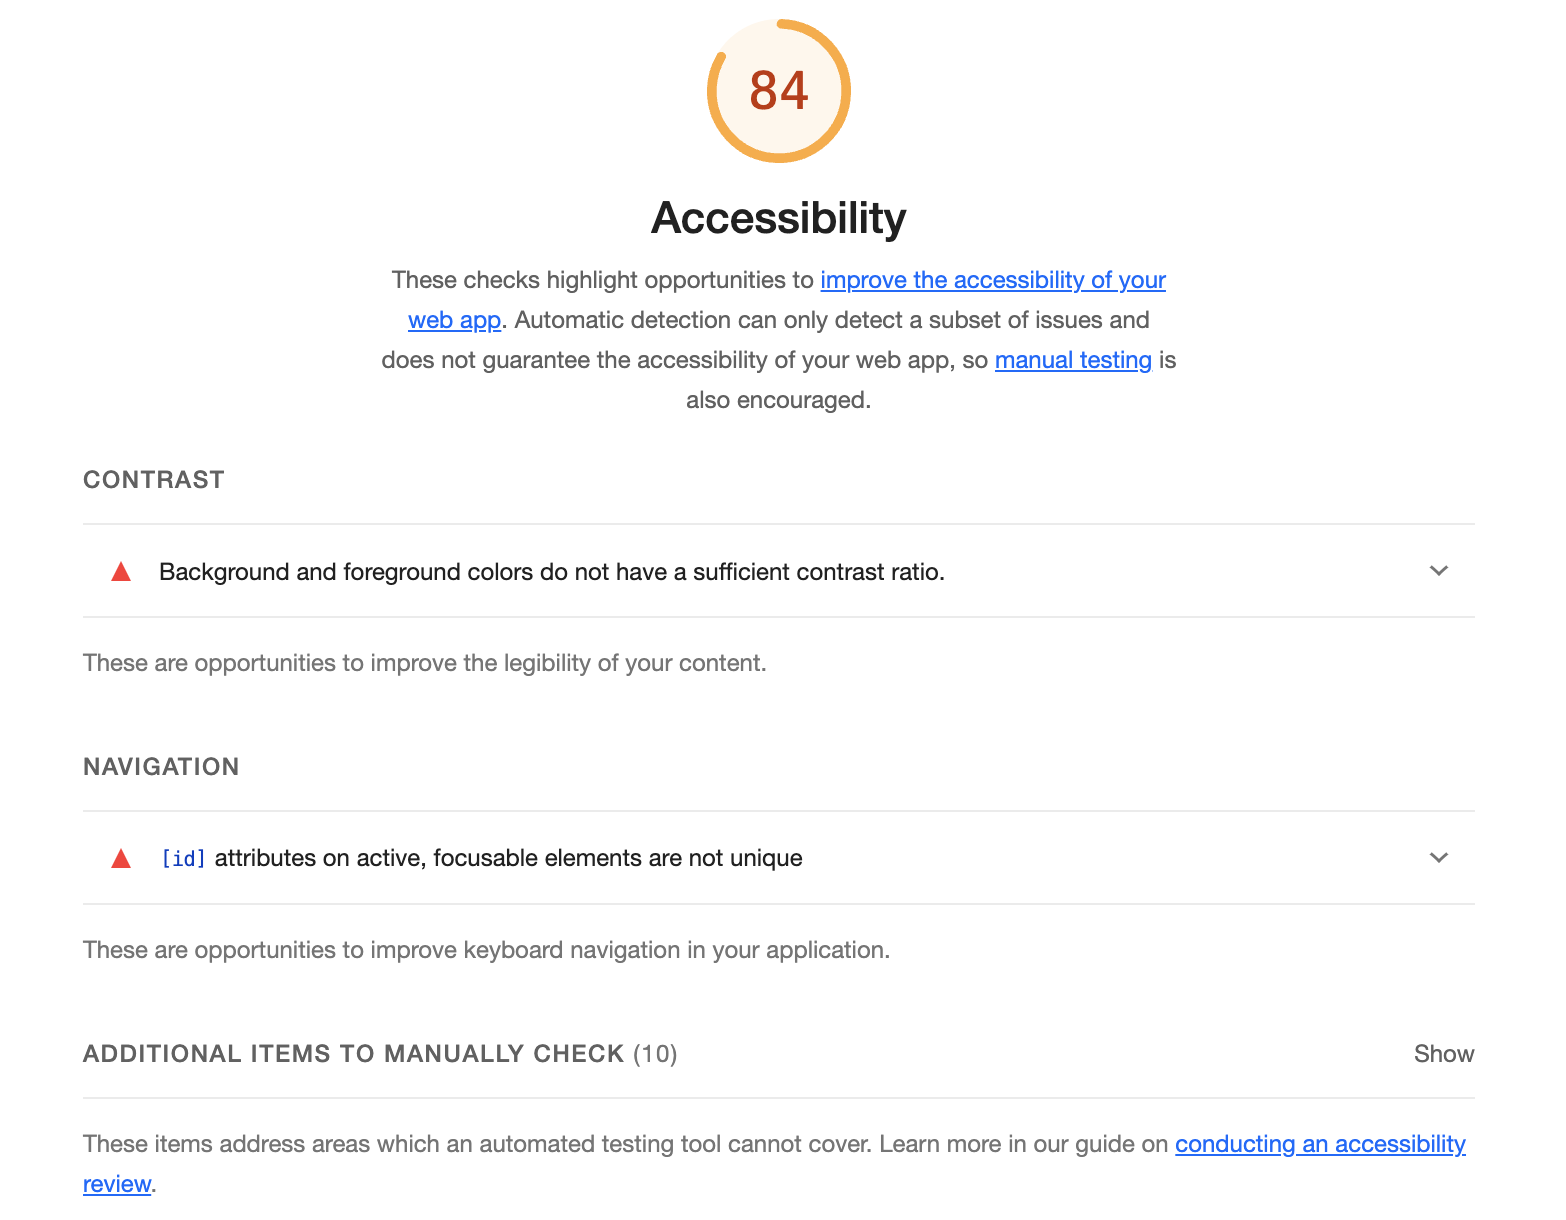 84
Accessibility
These checks highlight opportunities to improve the accessibility of your
web app. Automatic detection can only detect a subset of issues and
does not guarantee the accessibility of your web app, so manual testing is
also encouraged.
CONTRAST
Background and foreground colors do not have a sufficient contrast ratio.
These are opportunities to improve the legibility of your content.
NAVIGATION
[id] attributes on active, focusable elements are not unique
These are opportunities to improve keyboard navigation in your application.
ADDITIONAL ITEMS TO MANUALLY CHECK (10) Show
These items address areas which an automated testing tool cannot cover. Learn more in our guide on conducting an accessibility
review.